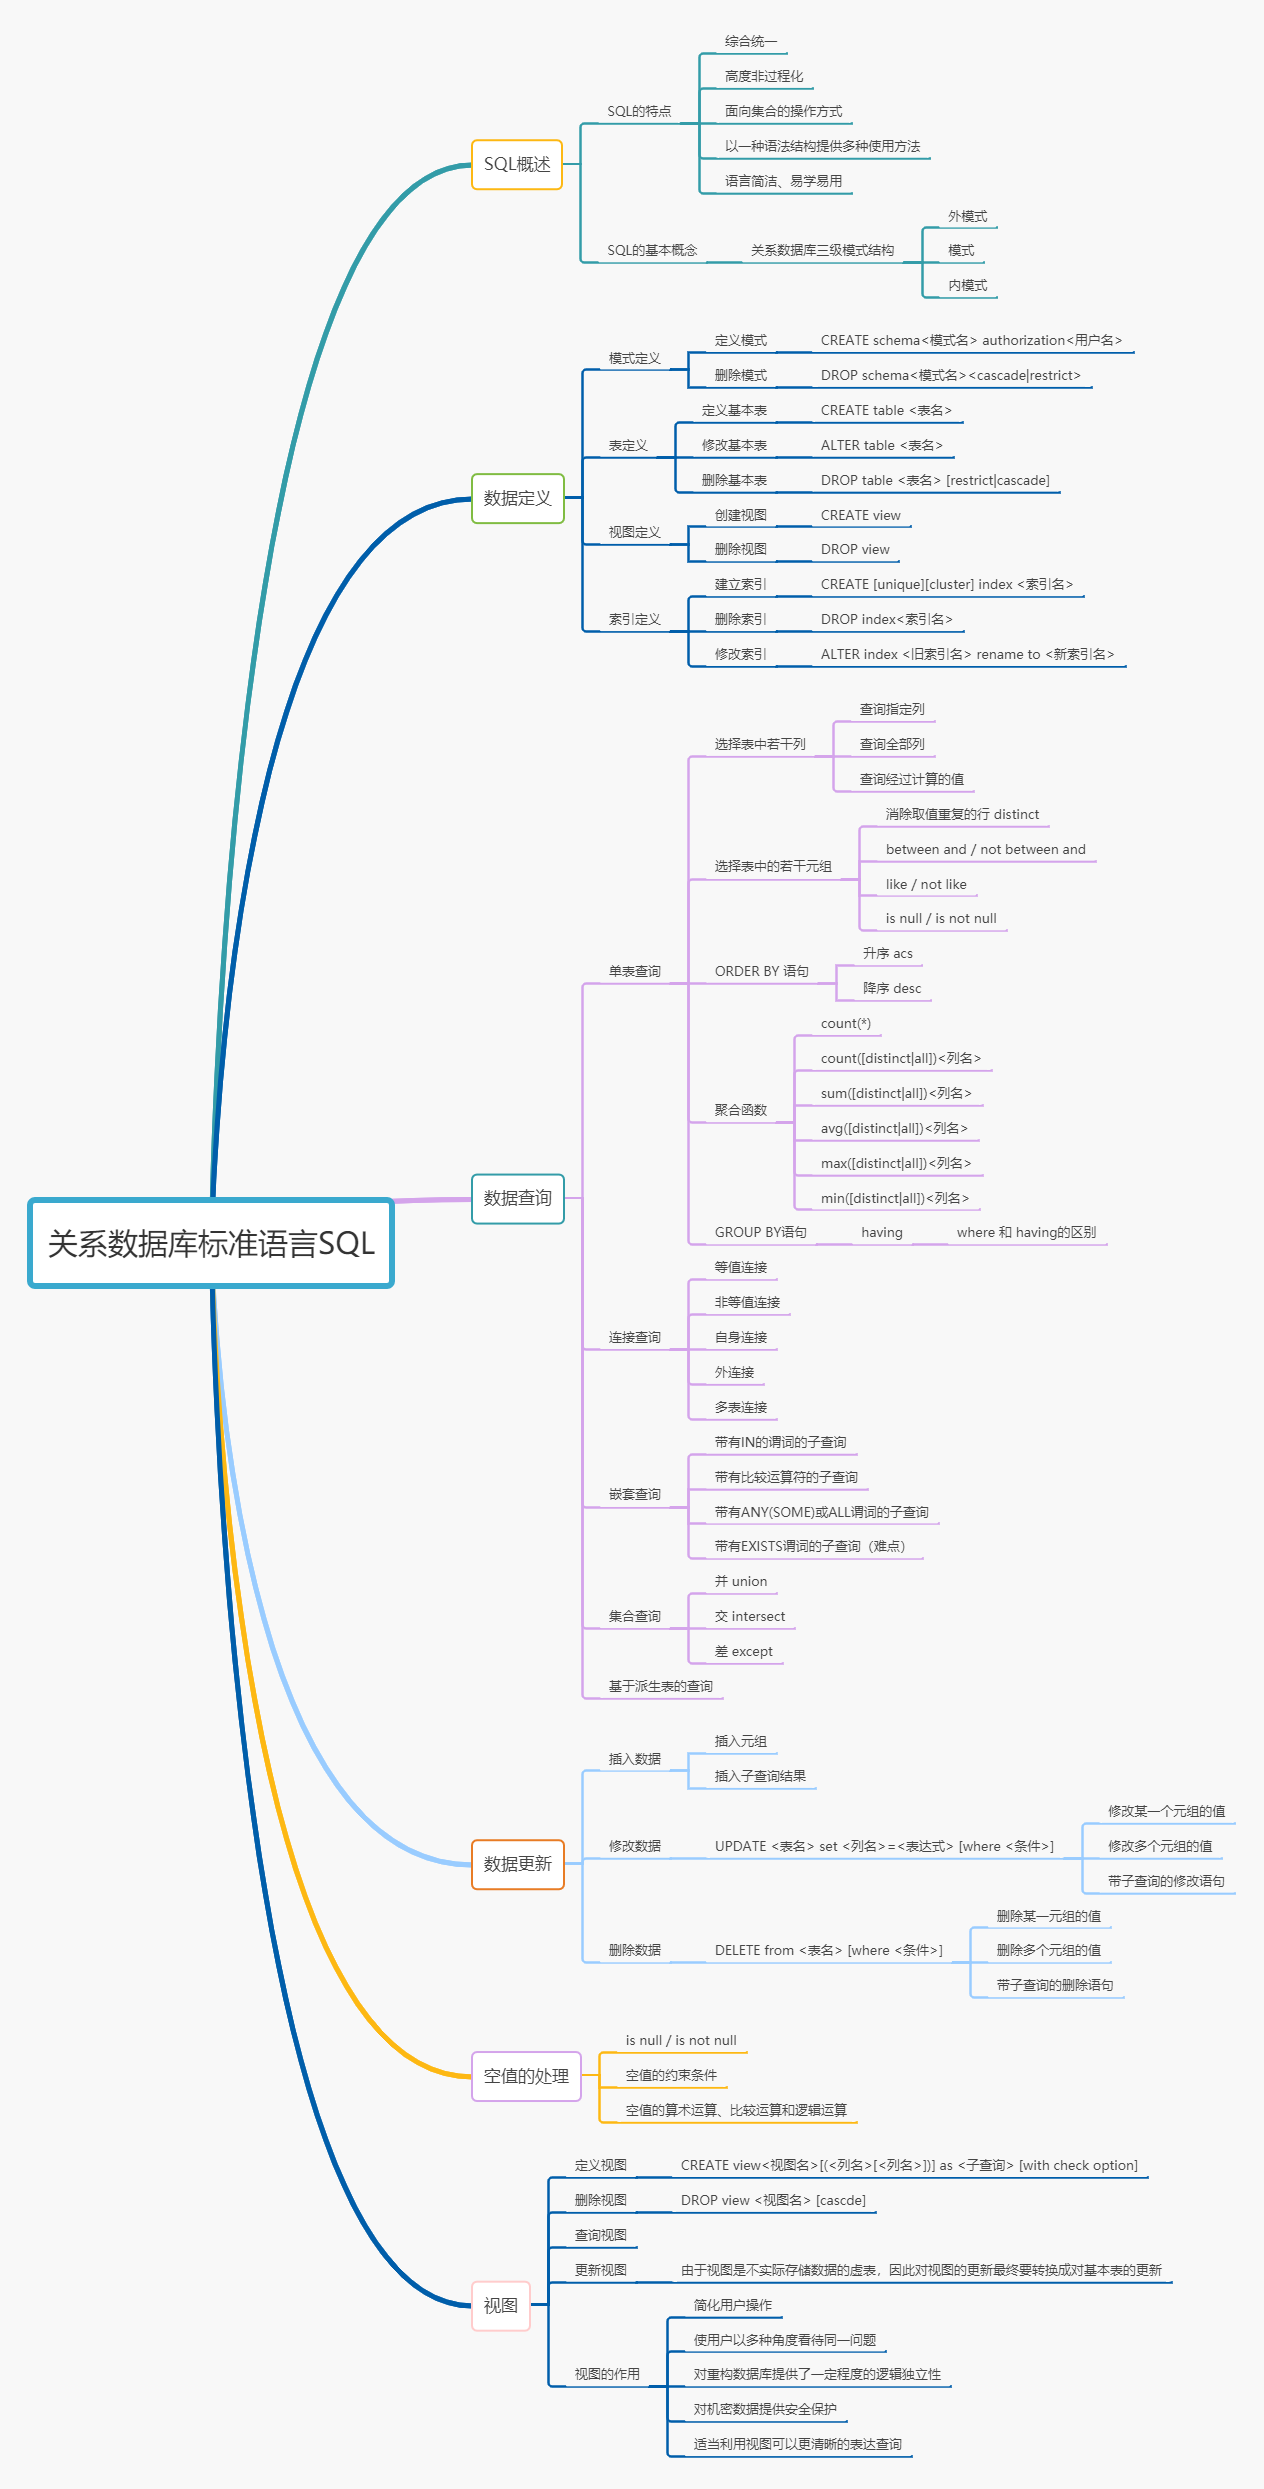 关系数据库标准语言SQL
SQL概述
SQL的特点
综合统一
高度非过程化
面向集合的操作方式
以一种语法结构提供多种使用方法
语言简洁、易学易用
SQL的基本概念
关系数据库三级模式结构
外模式
模式
内模式
数据定义
模式定义
定义模式
CREATE schema<模式名> authorization<用户名>
删除模式
DROP schema<模式名><cascade|restrict>
表定义
定义基本表
CREATE table <表名>
修改基本表
ALTER table <表名>
删除基本表
DROP table <表名> [restrict|cascade]
视图定义
创建视图
CREATE view
删除视图
DROP view
索引定义
建立索引
CREATE [unique][cluster] index <索引名>
删除索引
DROP index<索引名>
修改索引
ALTER index <旧索引名> rename to <新索引名>
数据查询
单表查询
选择表中若干列
查询指定列
查询全部列
查询经过计算的值
选择表中的若干元组
消除取值重复的行 distinct
between and / not between and
like / not like
is null / is not null
ORDER BY 语句
升序 acs
降序 desc
聚合函数
count(*)
count([distinct|all])<列名>
sum([distinct|all])<列名>
avg([distinct|all])<列名>
max([distinct|all])<列名>
min([distinct|all])<列名>
GROUP BY语句
having
where 和 having的区别
连接查询
等值连接
非等值连接
自身连接
外连接
多表连接
嵌套查询
带有IN的谓词的子查询
带有比较运算符的子查询
带有ANY(SOME)或ALL谓词的子查询
带有EXISTS谓词的子查询（难点）
集合查询
并 union
交 intersect
差 except
基于派生表的查询
数据更新
插入数据
插入元组
插入子查询结果
修改数据
UPDATE <表名> set <列名>=<表达式> [where <条件>]
修改某一个元组的值
修改多个元组的值
带子查询的修改语句
删除数据
DELETE from <表名> [where <条件>]
删除某一元组的值
删除多个元组的值
带子查询的删除语句
空值的处理
is null / is not null
空值的约束条件
空值的算术运算、比较运算和逻辑运算
视图
定义视图
CREATE view<视图名>[(<列名>[<列名>])] as <子查询> [with check option]
删除视图
DROP view <视图名> [cascde]
查询视图
更新视图
由于视图是不实际存储数据的虚表，因此对视图的更新最终要转换成对基本表的更新
视图的作用
简化用户操作
使用户以多种角度看待同一问题
对重构数据库提供了一定程度的逻辑独立性
对机密数据提供安全保护
适当利用视图可以更清晰的表达查询